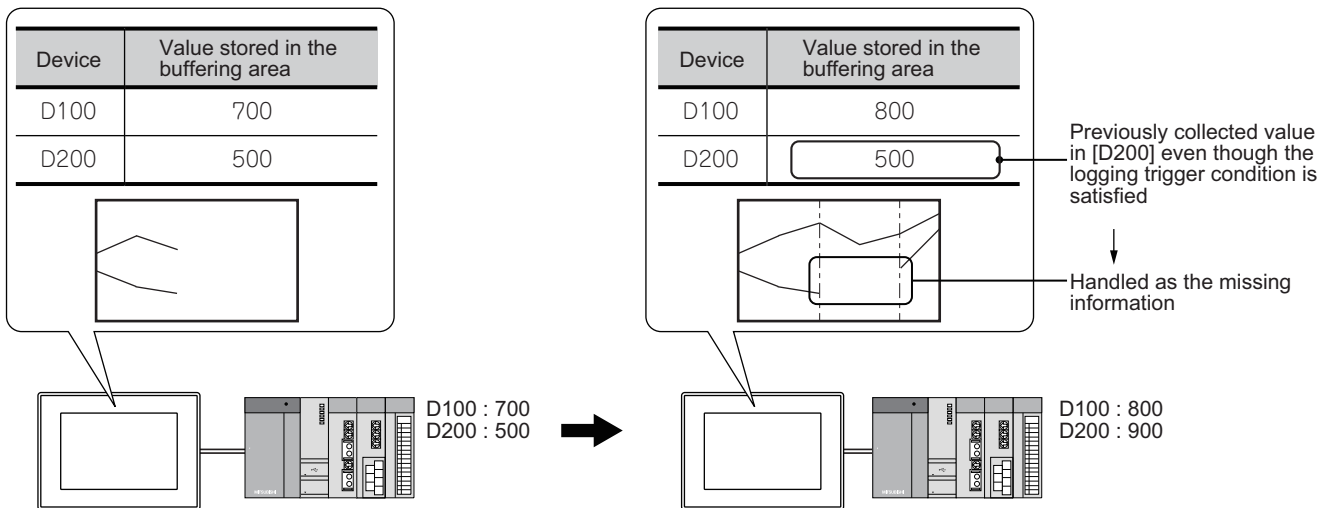 Device
Value stored in the
buffering area
D100
700
D200
500
D100 : 700
D200 : 500
Device
Value stored in the
buffering area
D100
800
D200
500
Previously collected value
in [D200] even though the
logging trigger condition is
satisfied
Handled as the missing
information
D100 : 800
D200 : 900